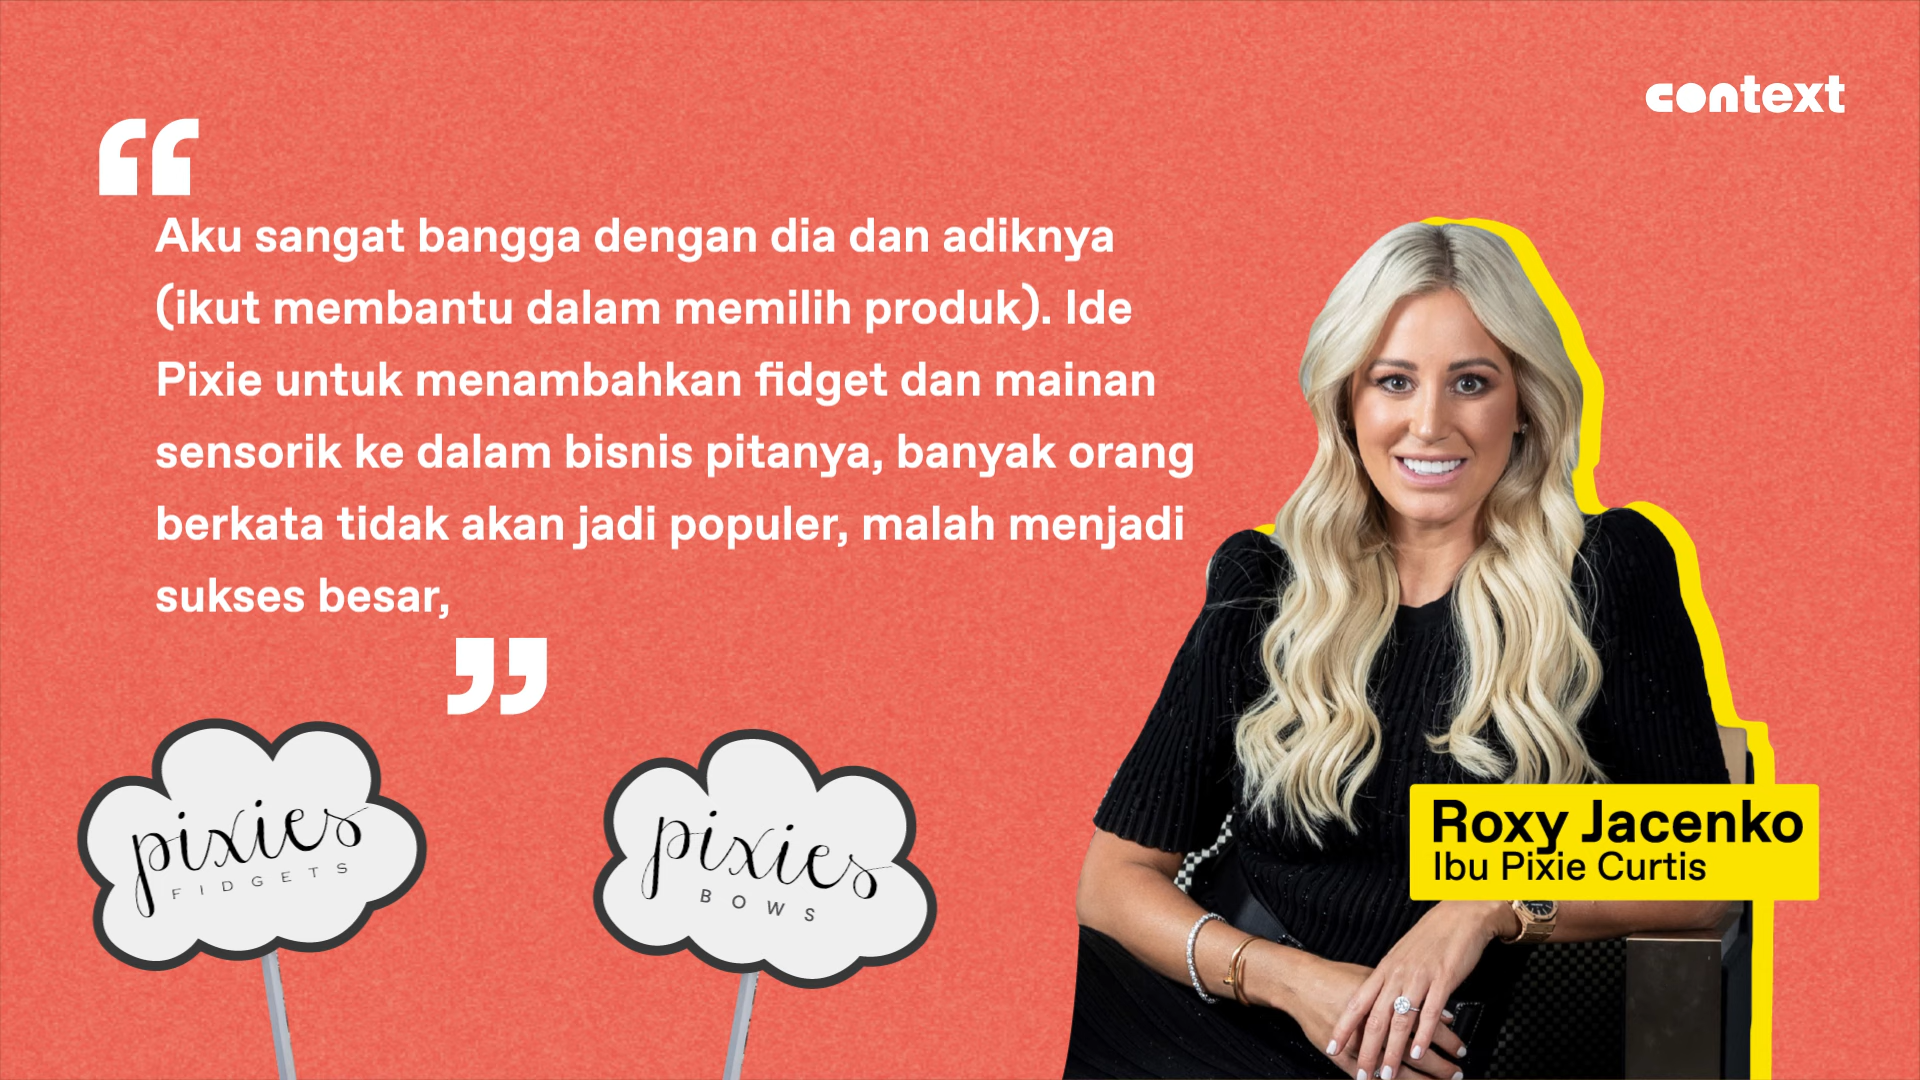 context
“
Aku sangat bangga dengan dia dan adiknya
(ikut membantu dalam memilih produk). Ide
Pixie untuk menambahkan fidget dan mainan
sensorik ke dalam bisnis pitanya, banyak orang
berkata tidak akan jadi populer, malah menjadi
sukses besar,
”
pixies
FIDGETS
pixies
BOWS
Roxy Jacenko
Ibu Pixie Curtis